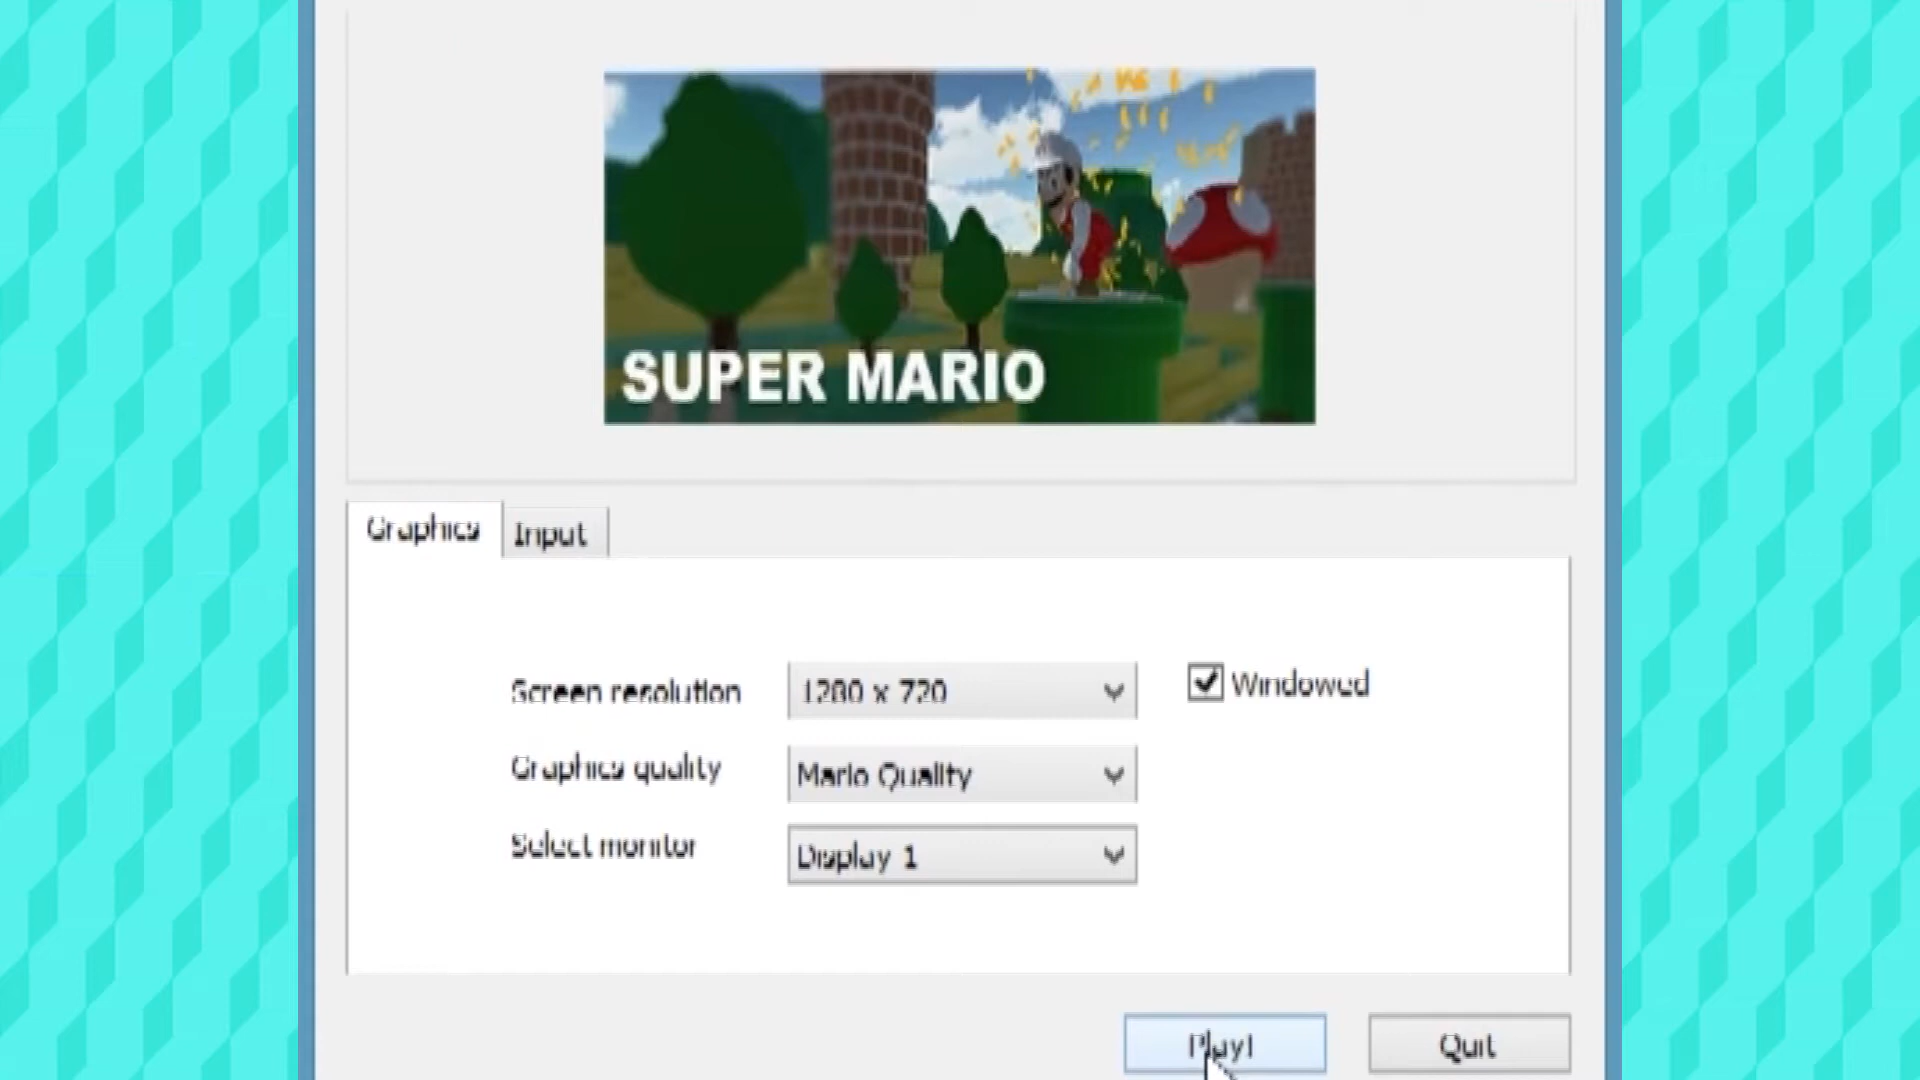 SUPER MARIO
Graphics Input
Screen resolution 1280 x 720 Windowed
Graphics quality Mario Quality
Select monitor Display 1
Play! Quit